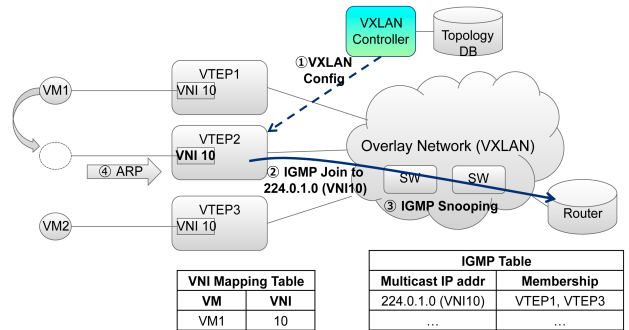 VXLAN
Controller
Topology
DB
①VXLAN
Config
VTEP1
VNI 10
VM1
VTEP2
VNI 10
Overlay Network (VXLAN)
④ ARP
② IGMP Join to
224.0.1.0 (VNI10)
SW
SW
③ IGMP Snooping
Router
VTEP3
VNI 10
VM2
VNI Mapping Table
VM VNI
VM1 10
IGMP Table
Multicast IP addr Membership
224.0.1.0 (VNI10) VTEP1, VTEP3
… …